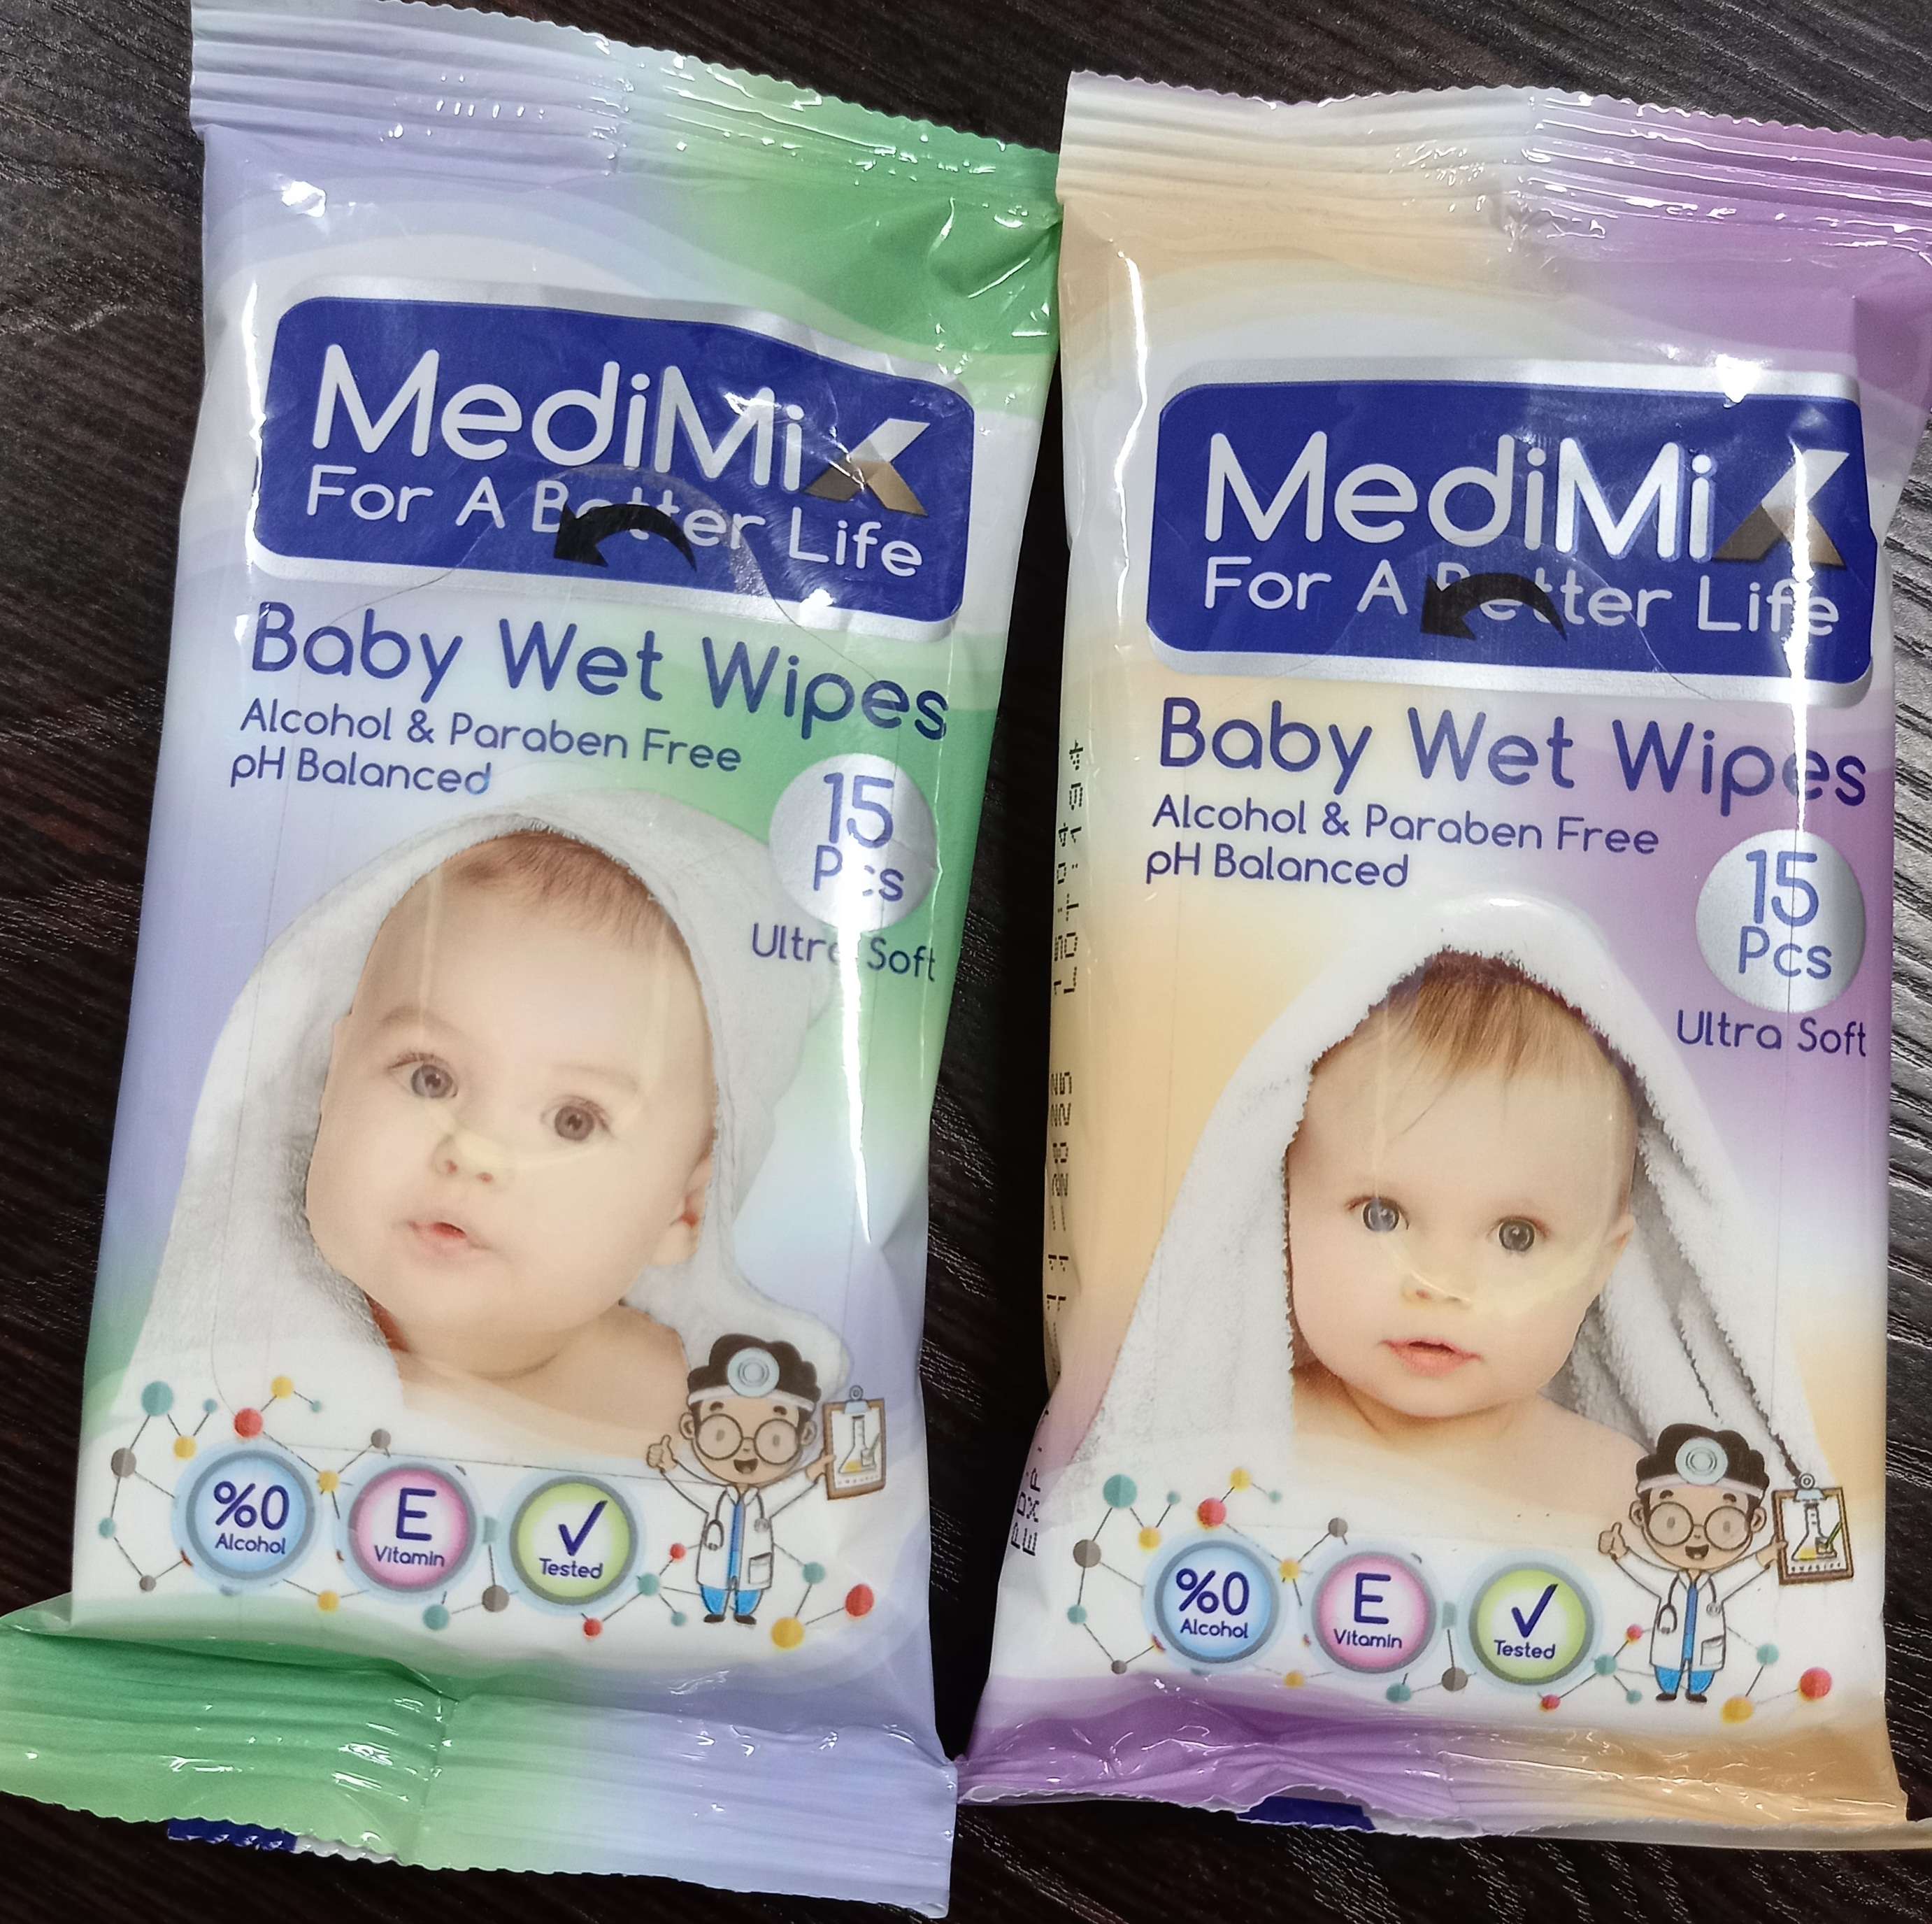 MediMix
For A Better Life
Baby Wet Wipes
Alcohol & Paraben Free
pH Balanced
15
Pcs
Ultra Soft
%0
Alcohol
E
Vitamin
Tested
MediMix
For A Better Life
Baby Wet Wipes
Alcohol & Paraben Free
pH Balanced
15
Pcs
Ultra Soft
%0
Alcohol
E
Vitamin
Tested